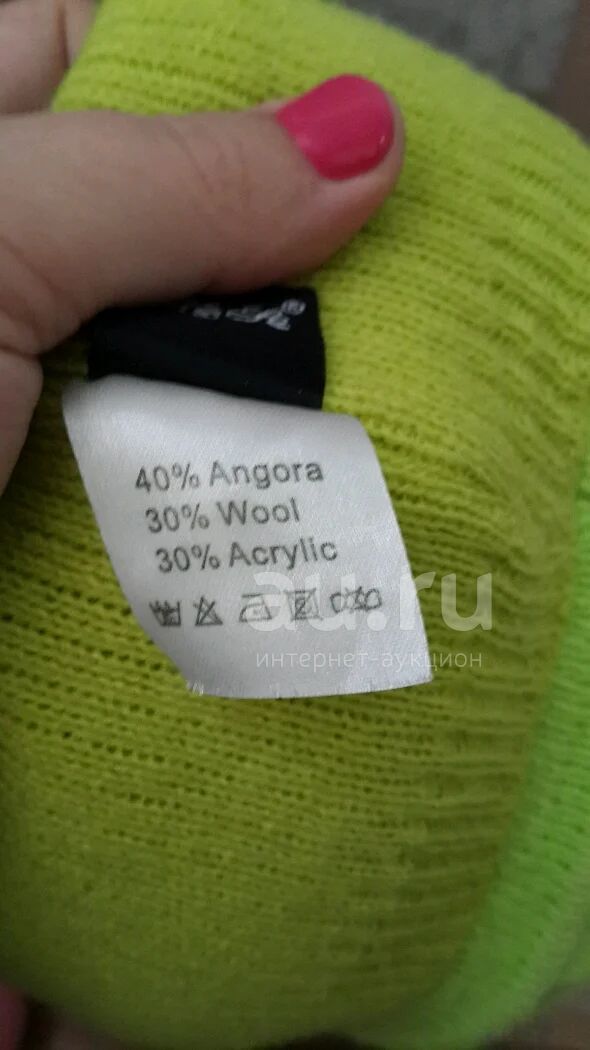 40% Angora
30% Wool
30% Acrylic
au.ru
интернет-аукцион